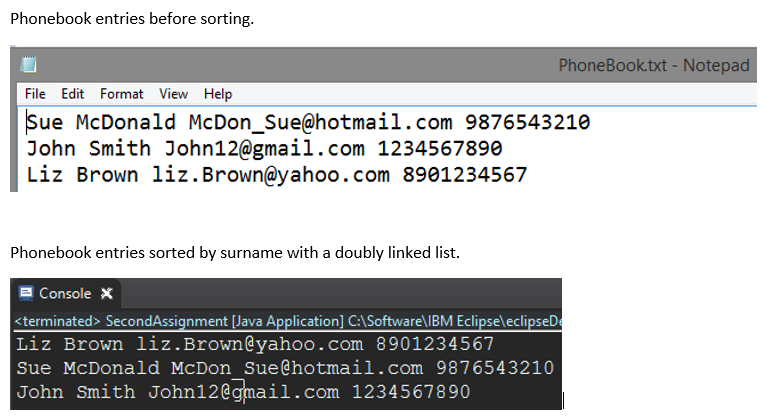 Phonebook entries before sorting.
PhoneBook.txt - Notepad
File Edit Format View Help
Sue McDonald McDon_Sue@hotmail.com 9876543210
John Smith John12@gmail.com 1234567890
Liz Brown liz.Brown@yahoo.com 8901234567
Phonebook entries sorted by surname with a doubly linked list.
Console
<terminated> SecondAssignment [Java Application] C:\Software\IBM Eclipse\eclipseDe
Liz Brown liz.Brown@yahoo.com 8901234567
Sue McDonald McDon_Sue@hotmail.com 9876543210
John Smith John12@gmail.com 1234567890